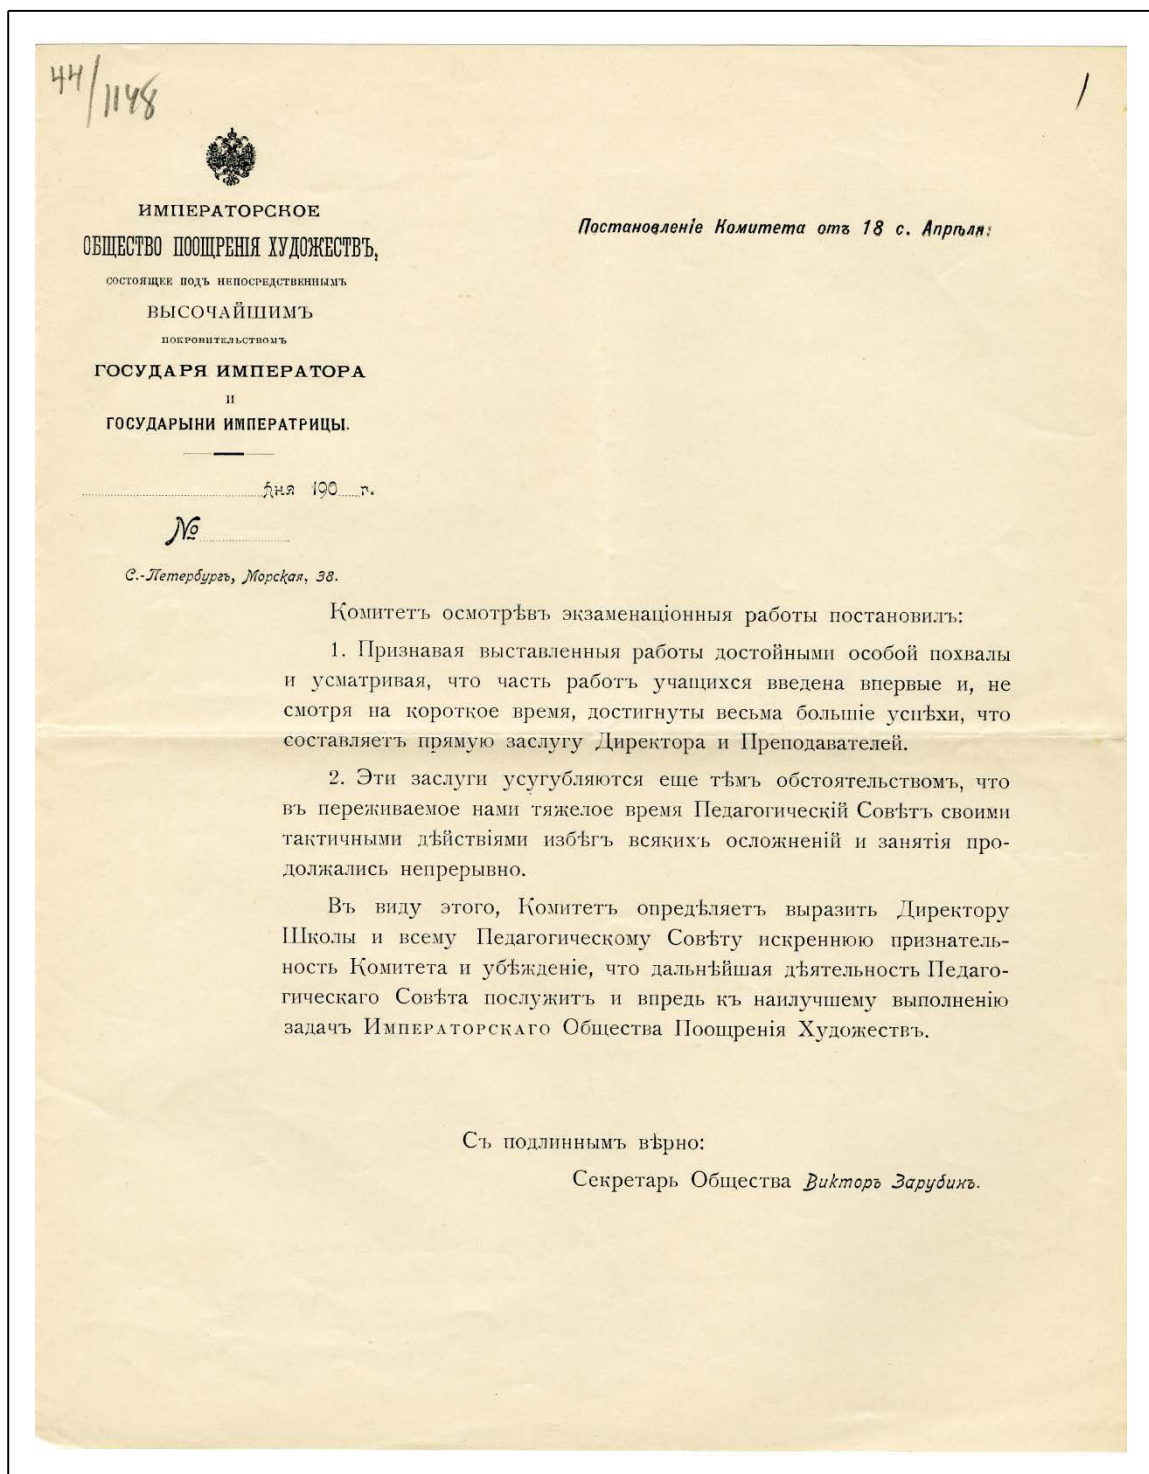 44/1148
1
ИМПЕРАТОРСКОЕ
ОБЩЕСТВО ПООЩРЕНІЯ ХУДОЖЕСТВЪ,
СОСТОЯЩЕЕ ПОДЪ НЕПОСРЕДСТВЕННЫМЪ
ВЫСОЧАЙШИМЪ
ПОКРОВИТЕЛЬСТВОМЪ
ГОСУДАРЯ ИМПЕРАТОРА
И
ГОСУДАРЫНИ ИМПЕРАТРИЦЫ.
дня 190 г.
№
С.-Петербургъ, Морская, 38.
Постановленіе Комитета отъ 18 с. Апрѣля:
Комитетъ осмотрѣвъ экзаменаціонныя работы постановилъ:
1. Признавая выставленныя работы достойными особой похвалы
и усматривая, что часть работъ учащихся введена впервые и, не
смотря на короткое время, достигнуты весьма большіе успѣхи, что
составляетъ прямую заслугу Директора и Преподавателей.
2. Эти заслуги усугубляются еще тѣмъ обстоятельствомъ, что
въ переживаемое нами тяжелое время Педагогическій Совѣтъ своими
тактичными дѣйствіями избѣгъ всякихъ осложненій и занятія про-
должались непрерывно.
Въ виду этого, Комитетъ опредѣляетъ выразить Директору
Школы и всему Педагогическому Совѣту искреннюю признатель-
ность Комитета и убѣжденіе, что дальнѣйшая дѣятельность Педаго-
гическаго Совѣта послужитъ и впредь къ наилучшему выполненію
задачъ ИМПЕРАТОРСКАГО Общества Поощренія Художествъ.
Съ подлиннымъ вѣрно:
Секретарь Общества Викторъ Зарубинъ.